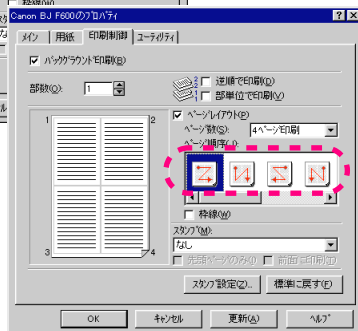 Canon BJ F600のプロパティ
メイン 用紙 印刷制御 ユーティリティ
バックグラウンド印刷(B)
部数(O): 1
逆順で印刷(D)
部単位で印刷(V)
ページレイアウト(P)
ページ数(S): 4ページ印刷
ページ順序(J):
1 2
3 4
枠線(W)
スタンプ(M):
なし
先頭ページのみ(I) 前面に印刷(T)
スタンプ設定(Z)... 標準に戻す(F)
OK キャンセル 更新(A) ヘルプ